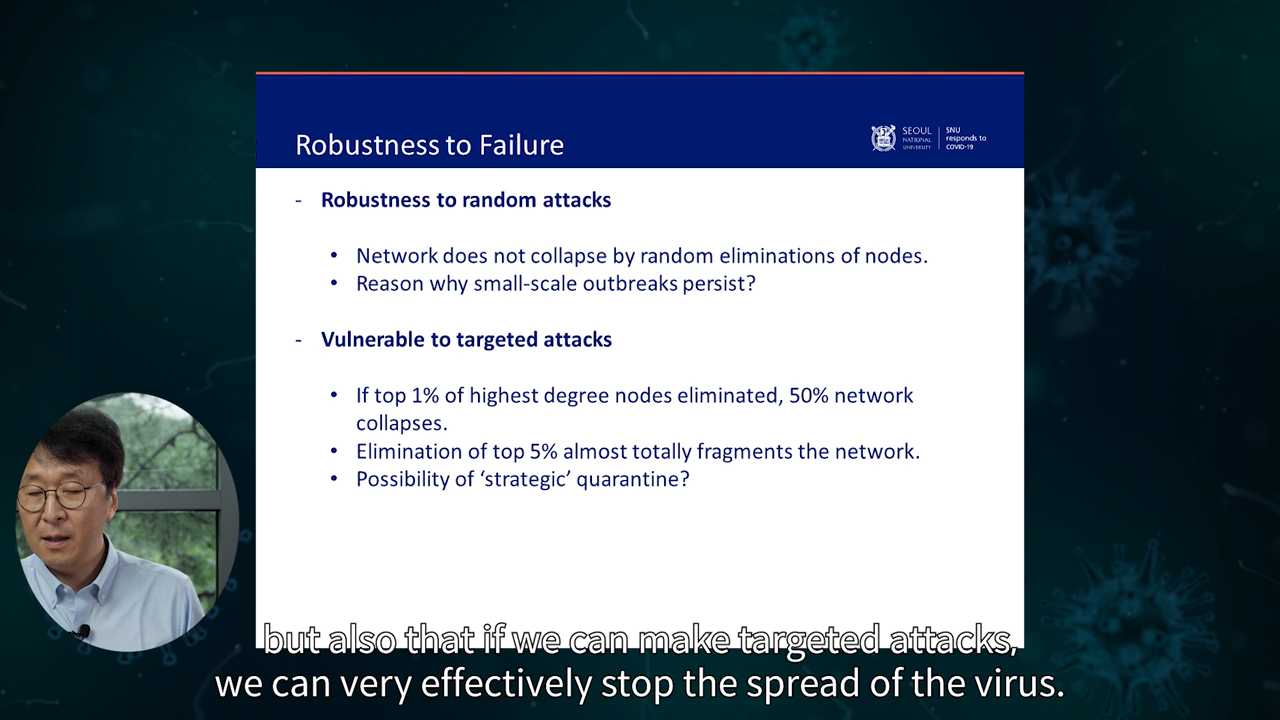 Robustness to Failure
SEOUL
NATIONAL
UNIVERSITY
SNU
responds to
COVID-19
- Robustness to random attacks
• Network does not collapse by random eliminations of nodes.
• Reason why small-scale outbreaks persist?
- Vulnerable to targeted attacks
• If top 1% of highest degree nodes eliminated, 50% network
collapses.
• Elimination of top 5% almost totally fragments the network.
• Possibility of ‘strategic’ quarantine?
but also that if we can make targeted attacks,
we can very effectively stop the spread of the virus.